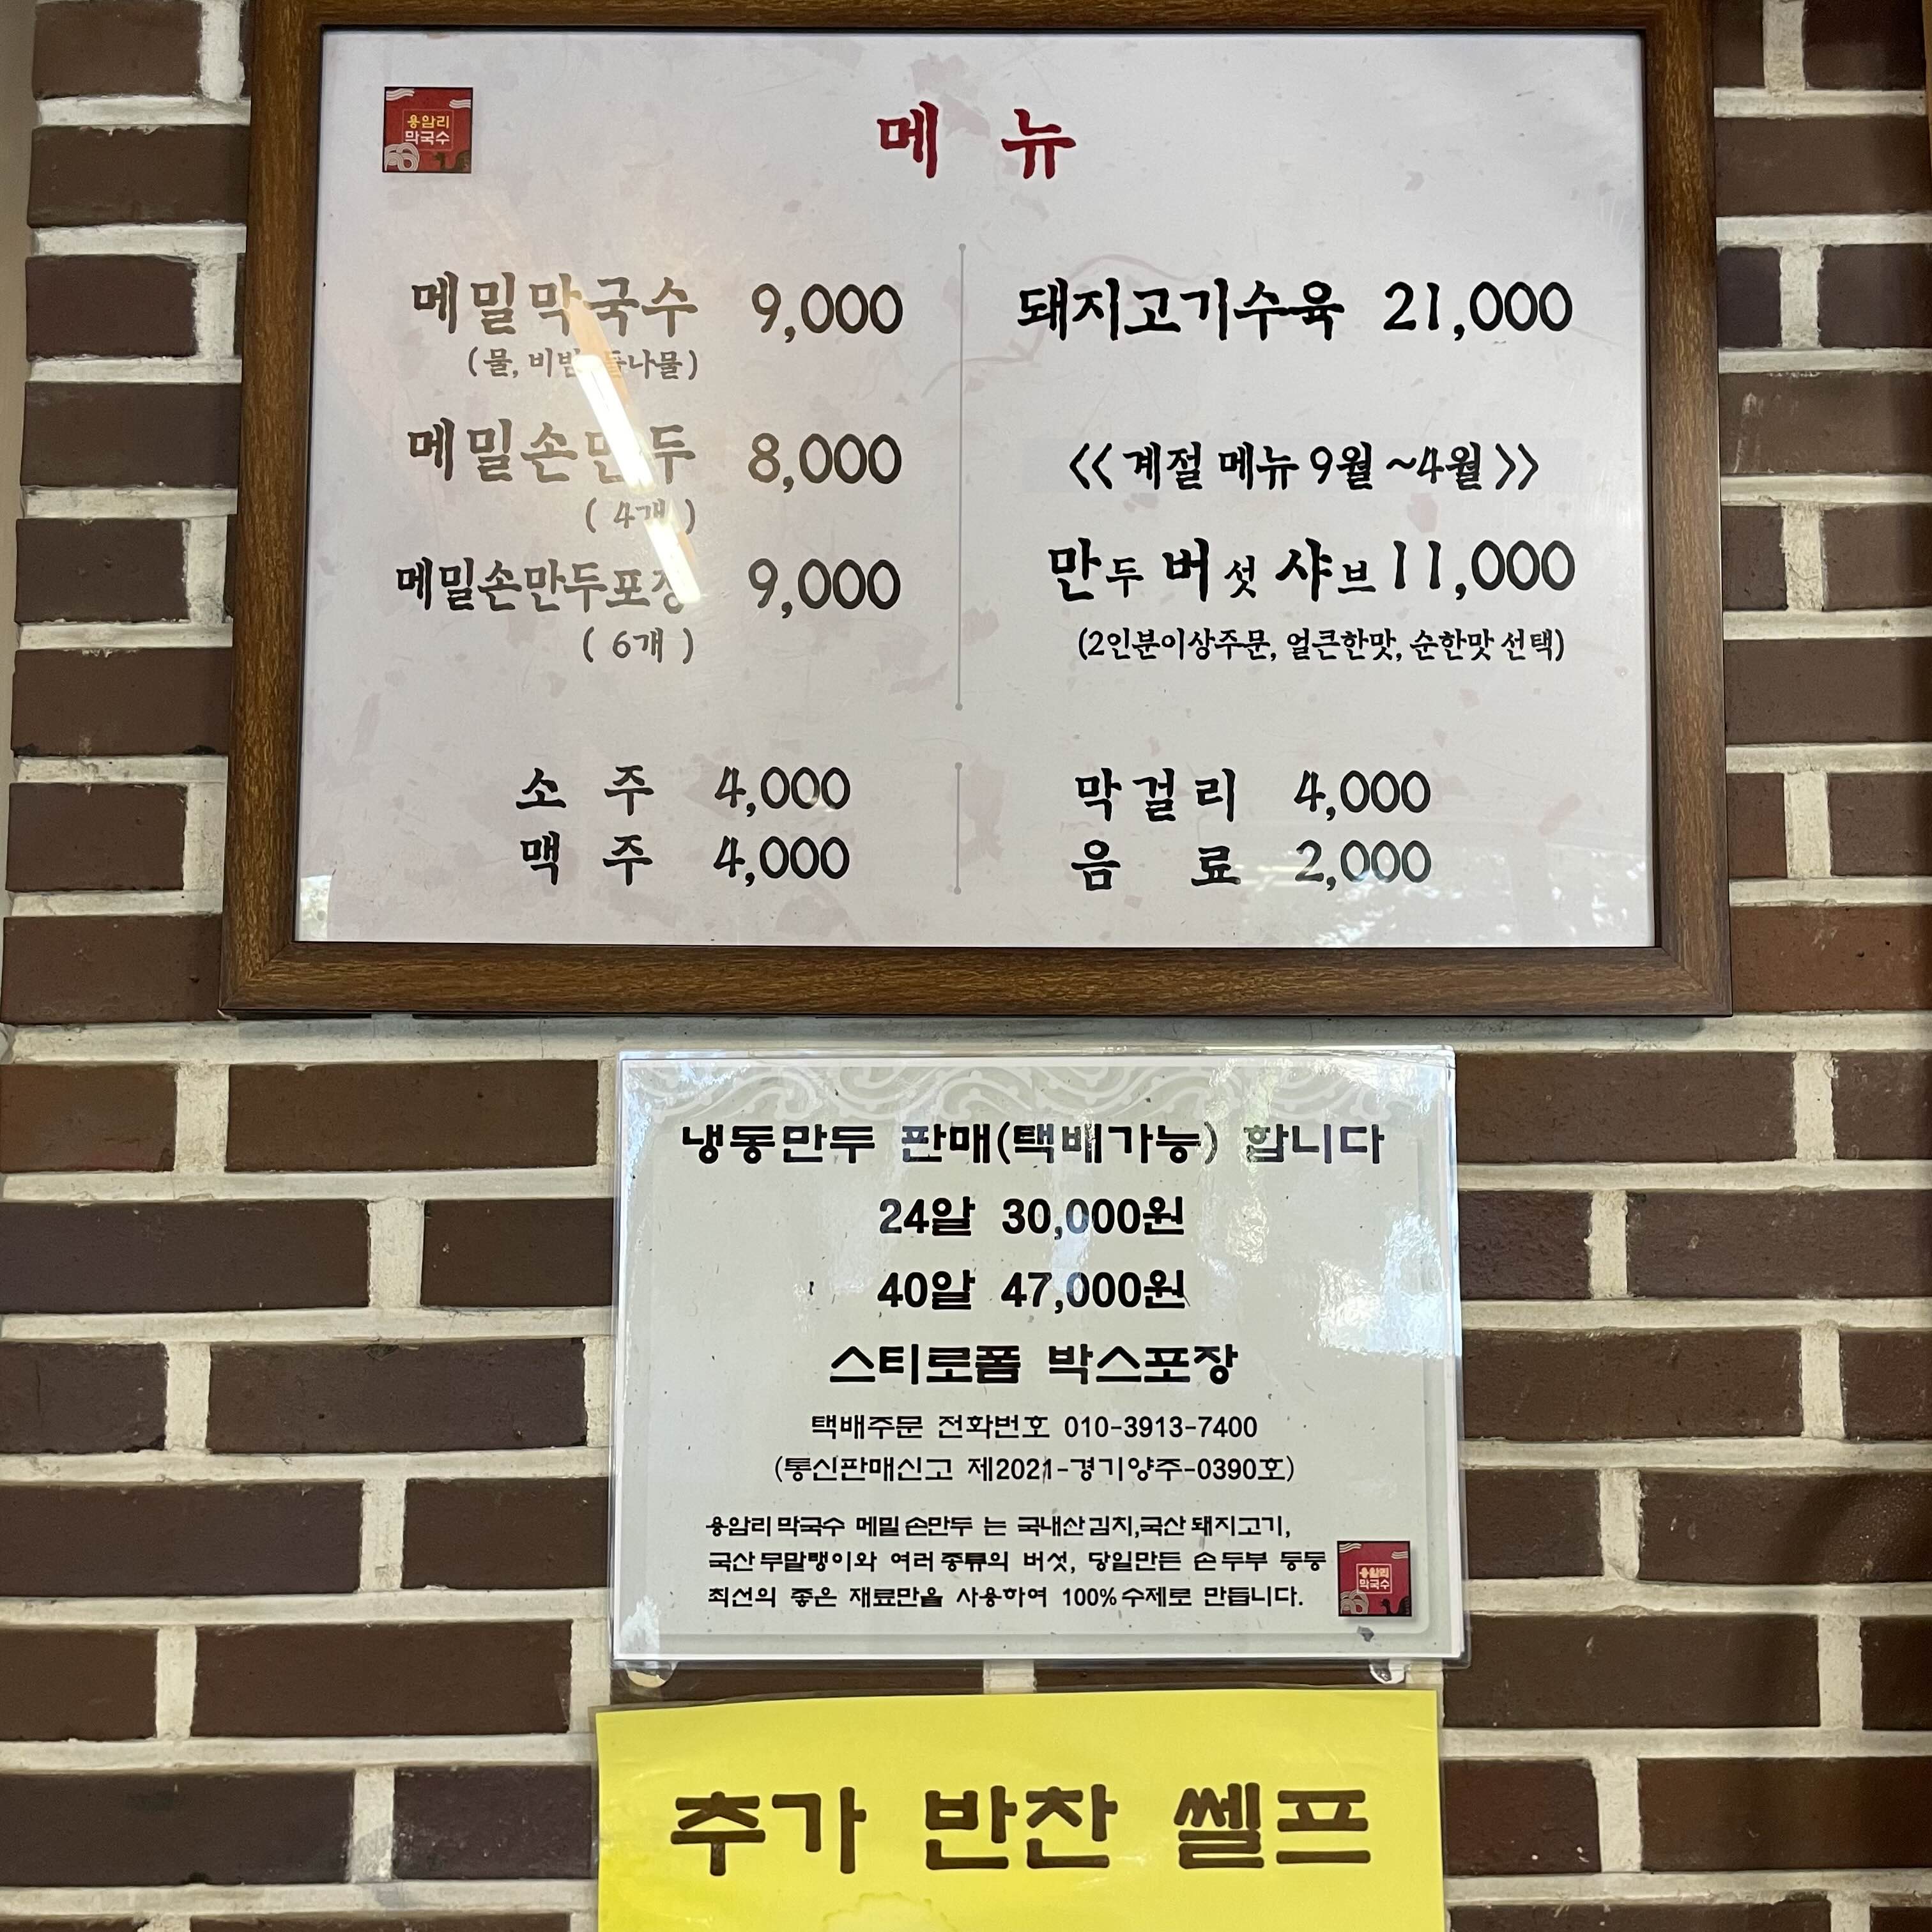 용암리
막국수
메 뉴
메밀막국수 9,000
(물, 비빔, 들나물)
메밀손만두 8,000
( 4개 )
메밀손만두포장 9,000
( 6개 )
돼지고기수육 21,000
<< 계절 메뉴 9월 ~4월 >>
만두 버섯 샤브 11,000
(2인분이상주문, 얼큰한맛, 순한맛 선택)
소 주 4,000
맥 주 4,000
막걸리 4,000
음 료 2,000
냉동만두 판매(택배가능) 합니다
24알 30,000원
40알 47,000원
스티로폼 박스포장
택배주문 전화번호 010-3913-7400
(통신판매신고 제2021-경기양주-0390호)
용암리 막국수 메밀 손만두 는 국내산 김치,국산 돼지고기,
국산 무말랭이와 여러 종류의 버섯, 당일만든 손 두부 등등
최선의 좋은 재료만을 사용하여 100% 수제로 만듭니다.
용암리
막국수
추가 반찬 쎌프